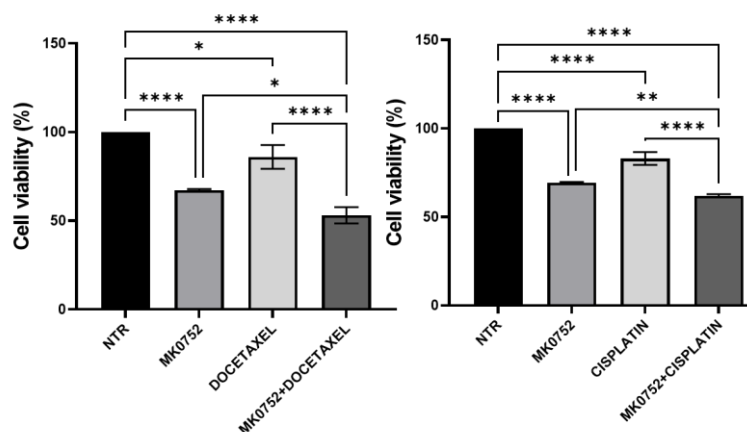 ****
*
*
****
****
150
100
50
0
Cell viability (%)
NTR
MK0752
DOCETAXEL
MK0752+DOCETAXEL
****
****
**
****
****
150
100
50
0
Cell viability (%)
NTR
MK0752
CISPLATIN
MK0752+CISPLATIN